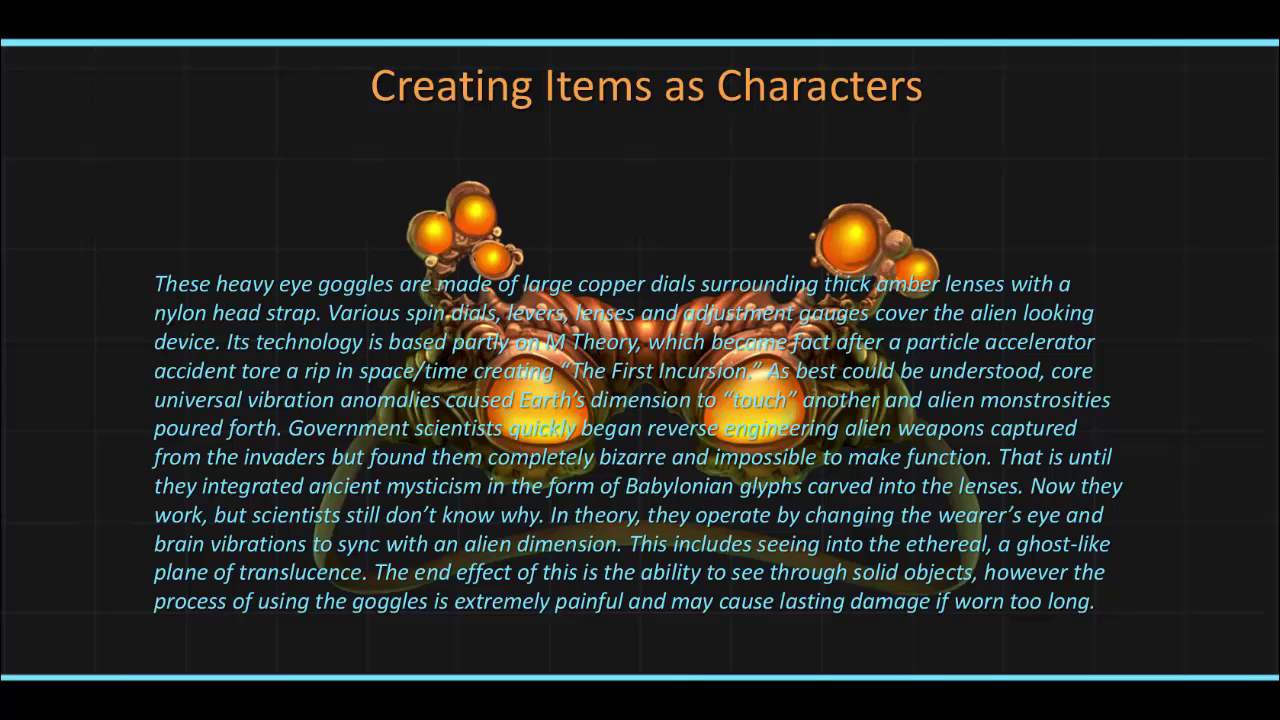 Creating Items as Characters
These heavy eye goggles are made of large copper dials surrounding thick amber lenses with a
nylon head strap. Various spin dials, levers, lenses and adjustment gauges cover the alien looking
device. Its technology is based partly on M Theory, which became fact after a particle accelerator
accident tore a rip in space/time creating “The First Incursion.” As best could be understood, core
universal vibration anomalies caused Earth’s dimension to “touch” another and alien monstrosities
poured forth. Government scientists quickly began reverse engineering alien weapons captured
from the invaders but found them completely bizarre and impossible to make function. That is until
they integrated ancient mysticism in the form of Babylonian glyphs carved into the lenses. Now they
work, but scientists still don’t know why. In theory, they operate by changing the wearer’s eye and
brain vibrations to sync with an alien dimension. This includes seeing into the ethereal, a ghost-like
plane of translucence. The end effect of this is the ability to see through solid objects, however the
process of using the goggles is extremely painful and may cause lasting damage if worn too long.